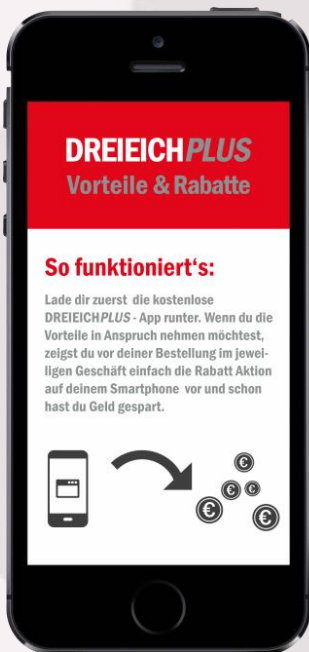 DREIEICHPLUS
Vorteile & Rabatte
So funktioniert‘s:
Lade dir zuerst die kostenlose
DREIEICHPLUS - App runter. Wenn du die
Vorteile in Anspruch nehmen möchtest,
zeigst du vor deiner Bestellung im jewei-
ligen Geschäft einfach die Rabatt Aktion
auf deinem Smartphone vor und schon
hast du Geld gespart.
€
€ €
€ €